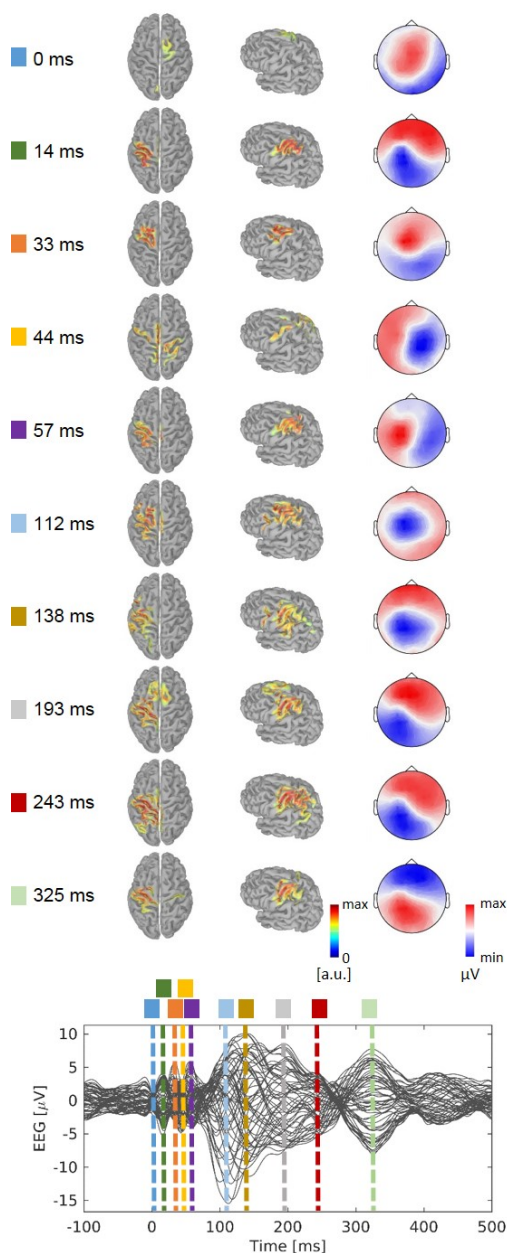 0 ms
14 ms
33 ms
44 ms
57 ms
112 ms
138 ms
193 ms
243 ms
325 ms
max
0
[a.u.]
max
min
μV
10
5
0
-5
-10
-15
EEG [μV]
-100 0 100 200 300 400 500
Time [ms]